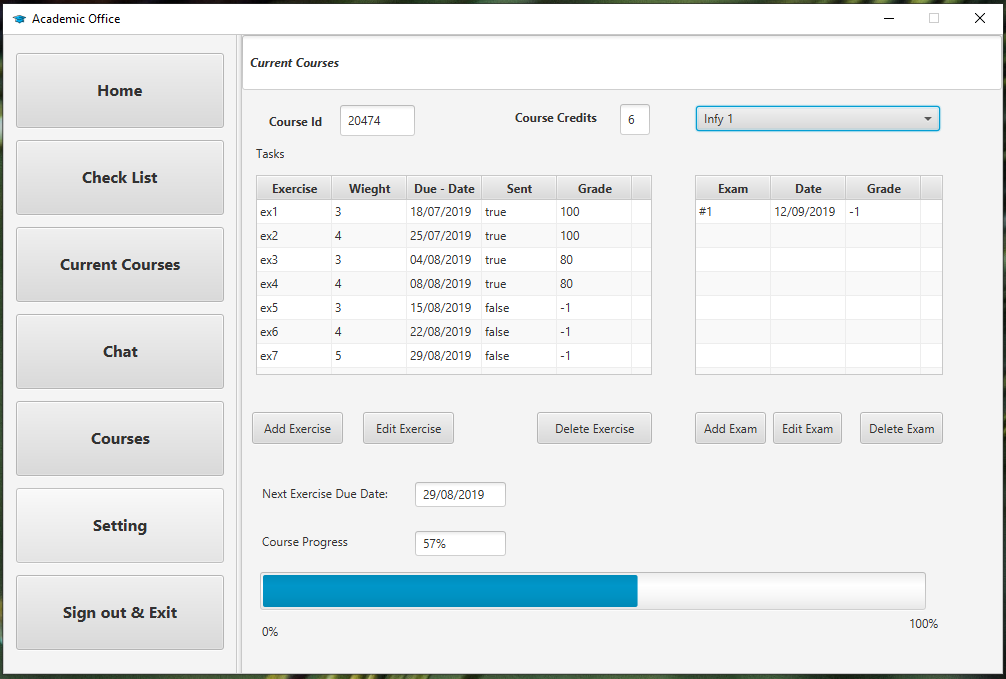 Academic Office
Home
Check List
Current Courses
Chat
Courses
Setting
Sign out & Exit
Current Courses
Course Id 20474 Course Credits 6 Infy 1
Tasks
Exercise Wieght Due - Date Sent Grade
ex1 3 18/07/2019 true 100
ex2 4 25/07/2019 true 100
ex3 3 04/08/2019 true 80
ex4 4 08/08/2019 true 80
ex5 3 15/08/2019 false -1
ex6 4 22/08/2019 false -1
ex7 5 29/08/2019 false -1
Exam Date Grade
#1 12/09/2019 -1
Add Exercise Edit Exercise Delete Exercise Add Exam Edit Exam Delete Exam
Next Exercise Due Date: 29/08/2019
Course Progress 57%
0% 100%